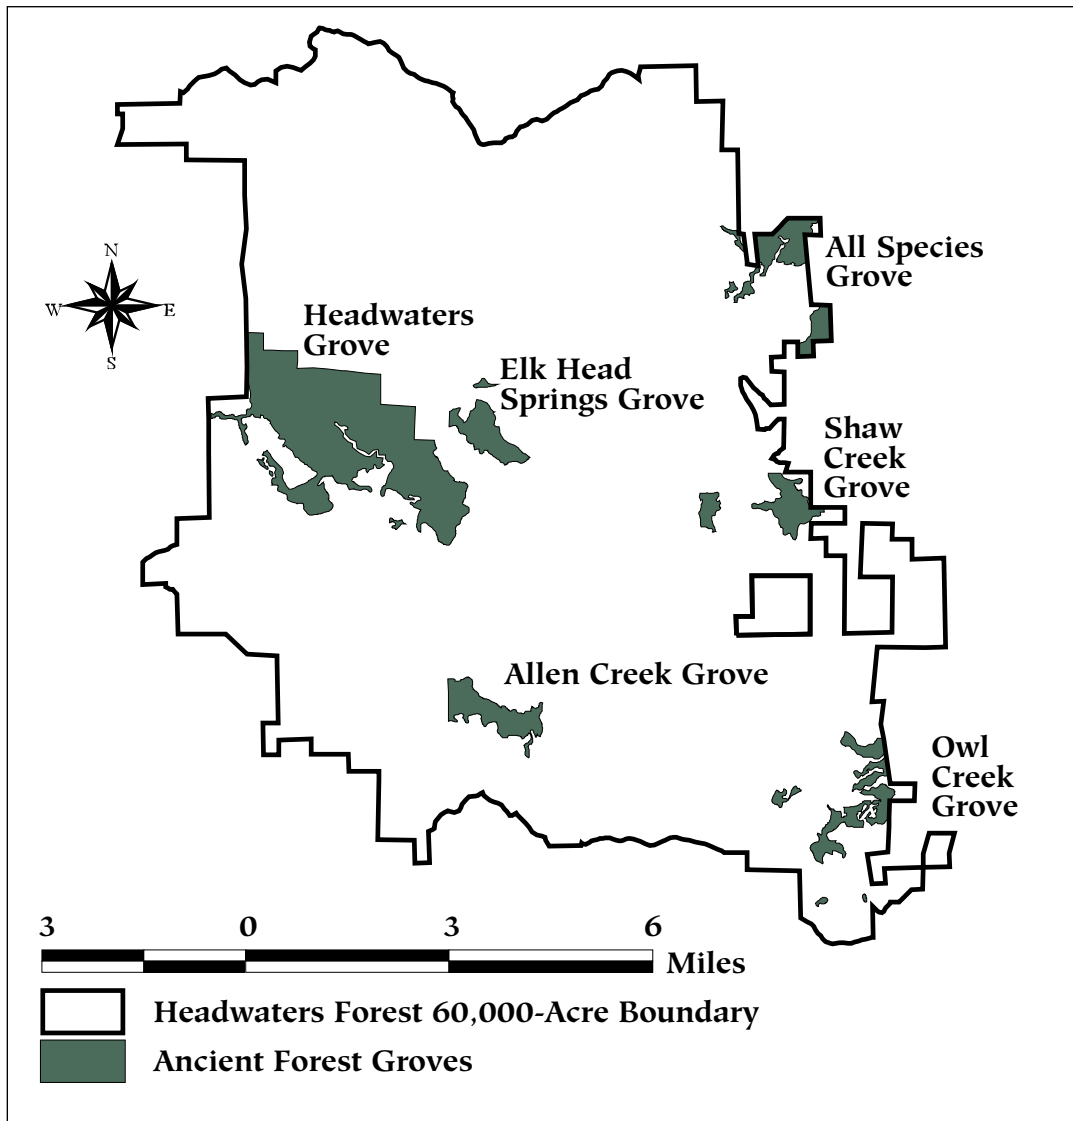 N
W
E
S
All Species
Grove
Headwaters
Grove
Elk Head
Springs Grove
Shaw
Creek
Grove
Allen Creek Grove
Owl
Creek
Grove
3 0 3 6
Miles
Headwaters Forest 60,000-Acre Boundary
Ancient Forest Groves